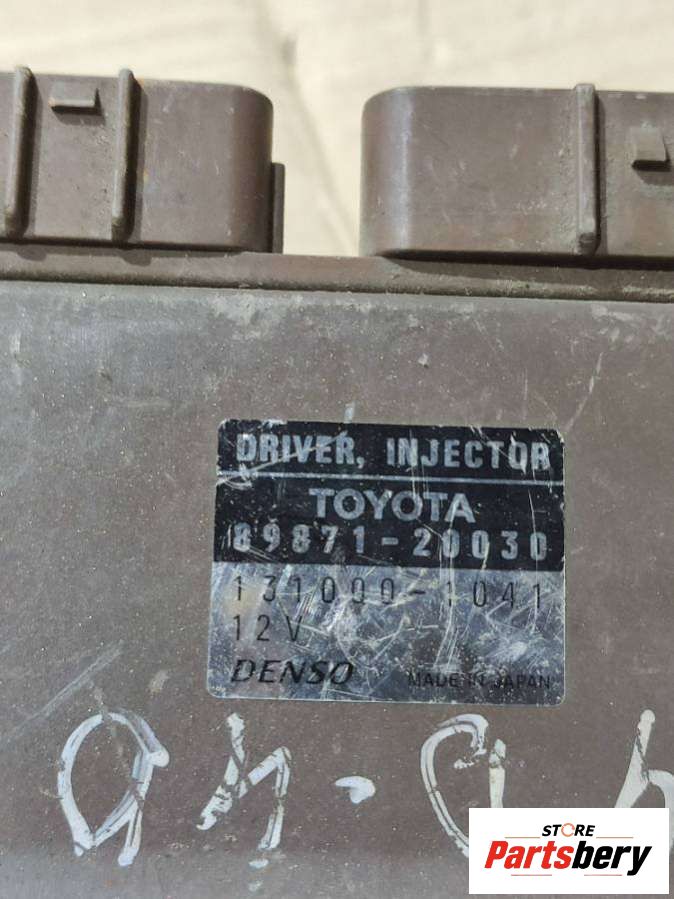 DRIVER, INJECTOR
TOYOTA
89871-20030
131000-1041
12V
DENSO MADE IN JAPAN
STORE
Partsbery